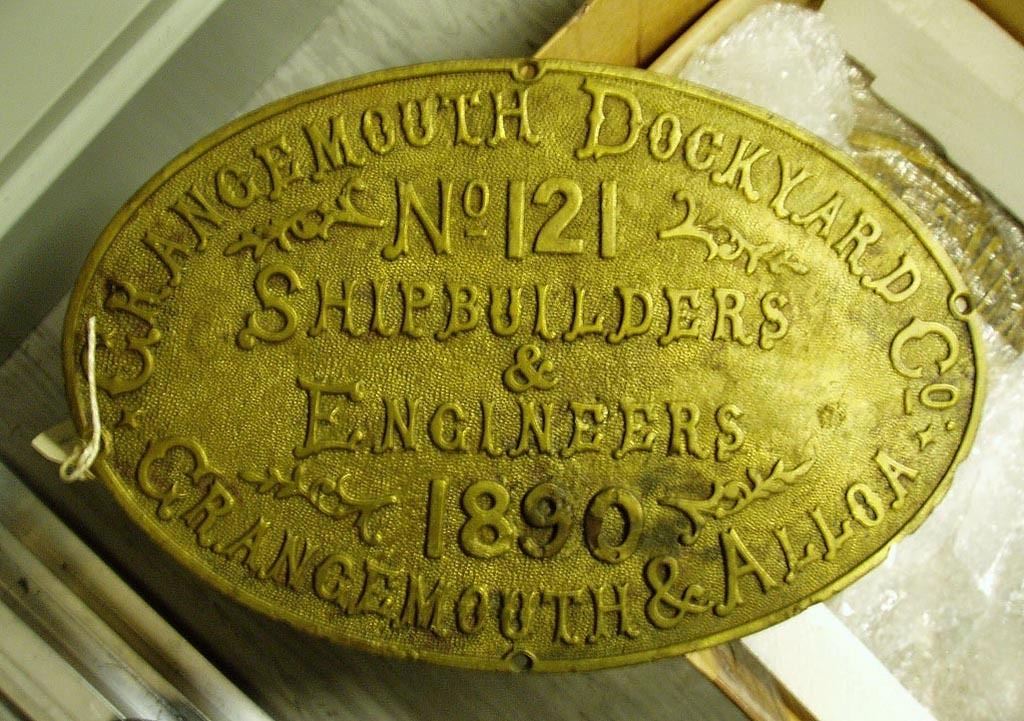 GRANGEMOUTH DOCKYARD Co.
No 121
SHIPBUILDERS
&
ENGINEERS
1890
GRANGEMOUTH & ALLOA